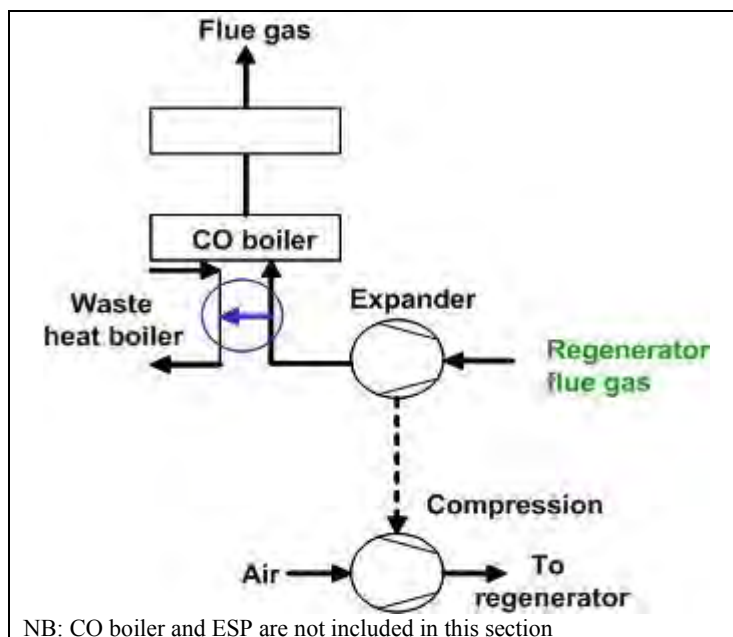 Flue gas
CO boiler
Waste
heat boiler
Expander
Regenerator
flue gas
Compression
Air
To
regenerator
NB: CO boiler and ESP are not included in this section